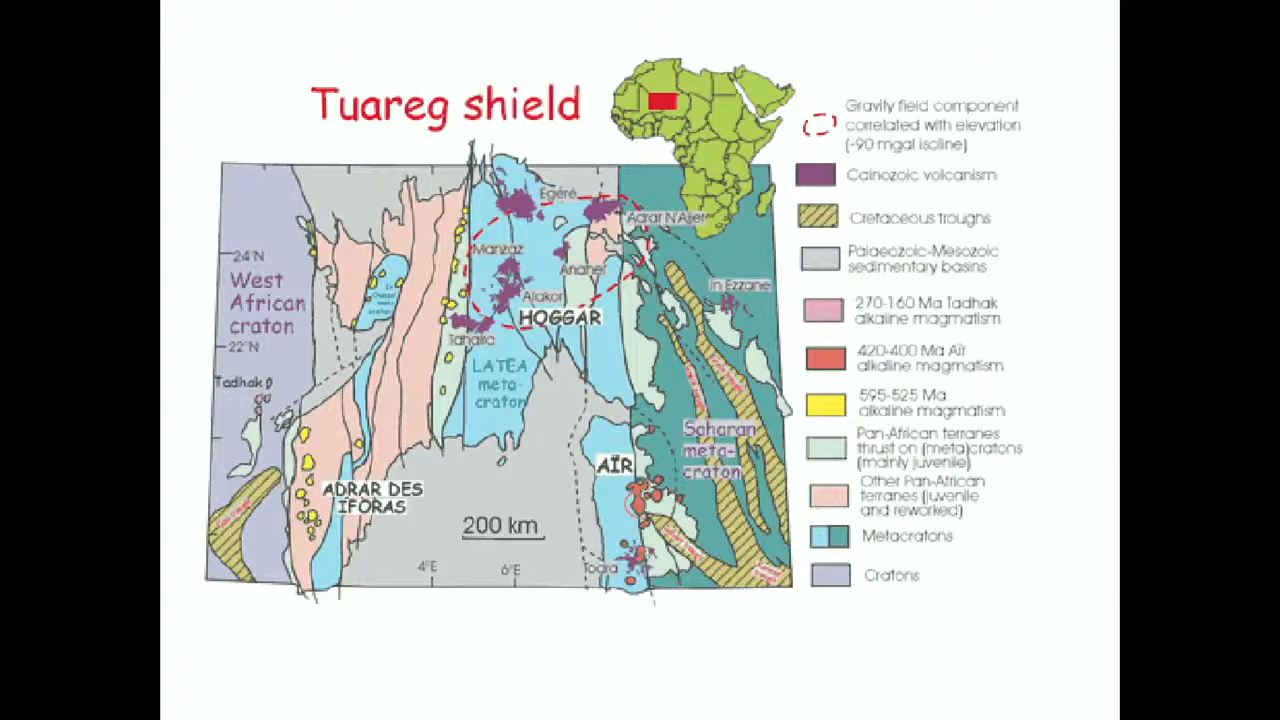 Tuareg shield
Gravity field component
correlated with elevation
(-90 mgal isoline)
Cainozoic volcanism
Cretaceous troughs
Palaeozoic-Mesozoic
sedimentary basins
270-160 Ma Tadhak
alkaline magmatism
420-400 Ma Aïr
alkaline magmatism
595-525 Ma
alkaline magmatism
Pan-African terranes
thrust on (meta)cratons
(mainly juvenile)
Other Pan-African
terranes (juvenile
and reworked)
Metacratons
Cratons
Egéré
Adrar N'Ajjer
Manzaz
24°N
Anahef
In Ezzane
West
African
craton
Atakor
HOGGAR
Tahalra
22°N
LATEA
meta-
craton
Tadhak
Saharan
meta-
craton
AÏR
ADRAR DES
IFORAS
200 km
4°E
6°E
Todra